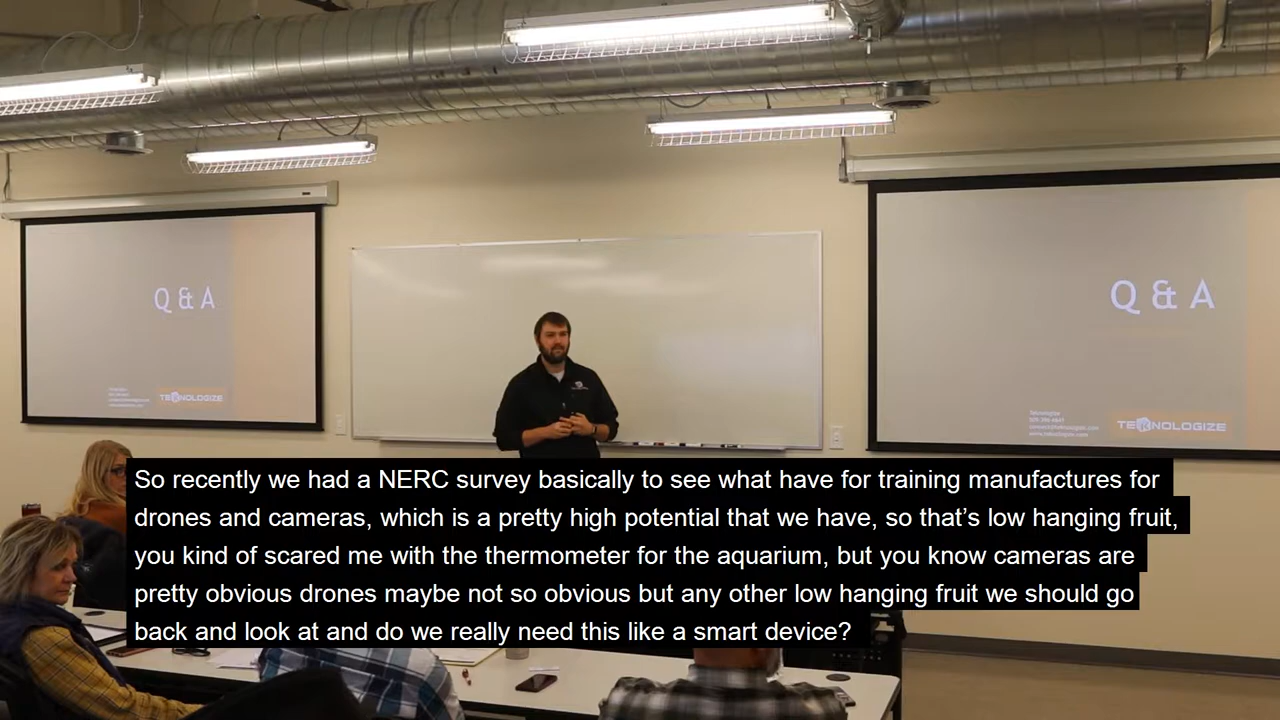 Q & A
Q & A
TEKNOLOGIZE
Teknologize
www.teknologize.com
TEKNOLOGIZE
So recently we had a NERC survey basically to see what have for training manufactures for
drones and cameras, which is a pretty high potential that we have, so that’s low hanging fruit,
you kind of scared me with the thermometer for the aquarium, but you know cameras are
pretty obvious drones maybe not so obvious but any other low hanging fruit we should go
back and look at and do we really need this like a smart device?